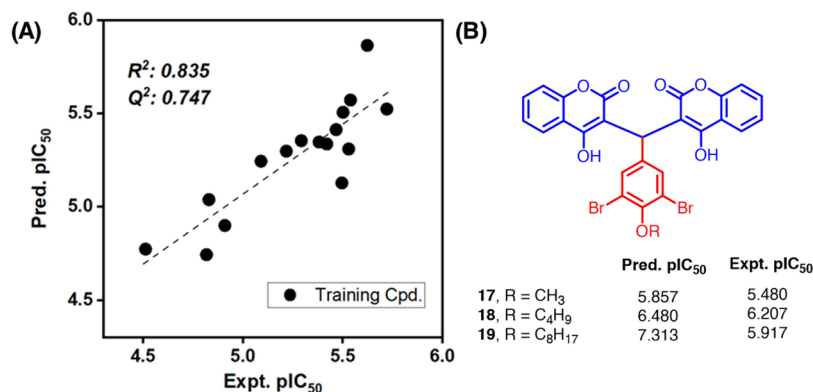 (A)
6.0
5.5
5.0
4.5
Pred. pIC50
R2: 0.835
Q2: 0.747
Training Cpd.
4.5 5.0 5.5 6.0
Expt. pIC50
(B)
O O O O
OH OH
Br Br
OR
Pred. pIC50 Expt. pIC50
17, R = CH3 5.857 5.480
18, R = C4H9 6.480 6.207
19, R = C8H17 7.313 5.917